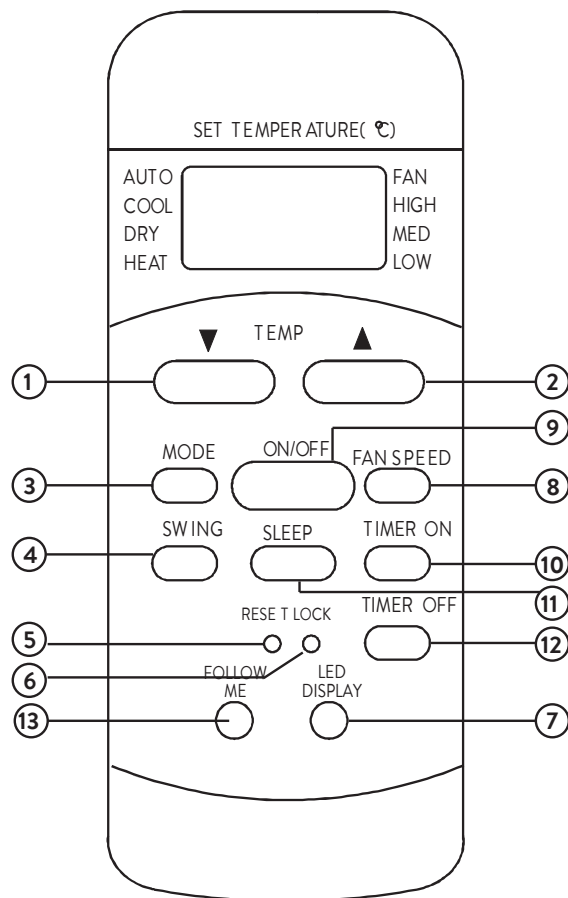 SET TEMPERATURE( ℃)
AUTO
COOL
DRY
HEAT
FAN
HIGH
MED
LOW
▼ TEMP ▲
1
2
9
MODE
ON/OFF
FAN SPEED
3
8
SWING
SLEEP
TIMER ON
4
10
11
RESET LOCK
TIMER OFF
5
12
6
FOLLOW
ME
LED
DISPLAY
13
7